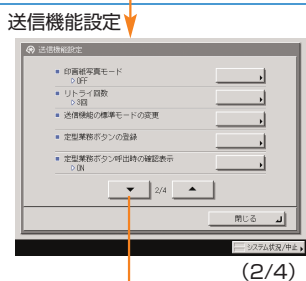 送信機能設定
送信機能設定
印画紙写真モード
▷ OFF
リトライ回数
▷ 3回
送信機能の標準モードの変更
定型業務ボタンの登録
定型業務ボタン呼出時の確認表示
▷ ON
▼ 2/4 ▲
閉じる
システム状況/中止
(2/4)